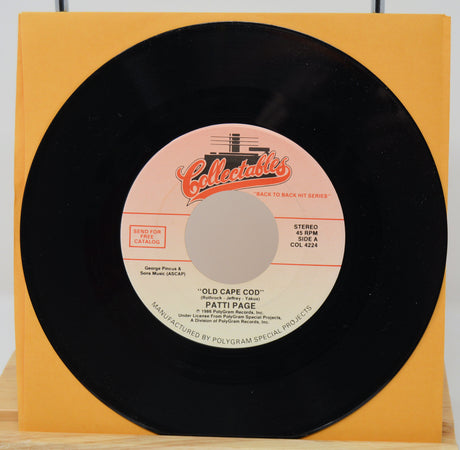 Collectables
"BACK TO BACK HIT SERIES"
SEND FOR
FREE
CATALOG
STEREO
45 RPM
SIDE A
COL 4224
George Pincus &
Sons Music (ASCAP)
"OLD CAPE COD"
(Rothcock - Jeffrey - Yakus)
PATTI PAGE
℗ 1986 PolyGram Records, Inc.
Under License From PolyGram Special Projects,
A Division of PolyGram Records, Inc.
MANUFACTURED BY POLYGRAM SPECIAL PROJECTS